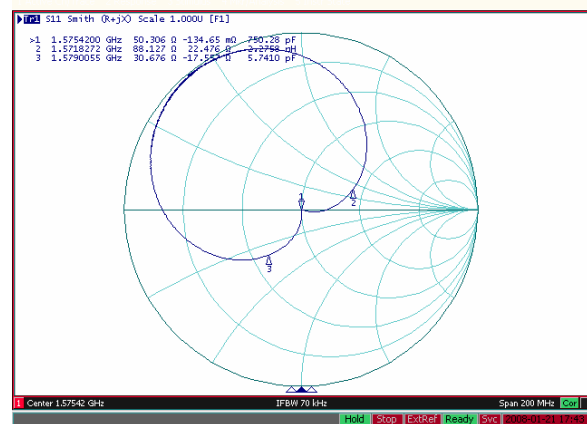 Tr1 S11 Smith (R+jX) Scale 1.000U [F1]
>1 1.5754200 GHz 50.306 Ω -134.65 mΩ 750.28 pF
2 1.5718272 GHz 88.127 Ω 22.476 Ω 2.2758 nH
3 1.5790055 GHz 30.676 Ω -17.557 Ω 5.7410 pF
1
2
3
1 Center 1.57542 GHz IFBW 70 kHz Span 200 MHz Cor
Hold Stop ExtRef Ready Svc 2008-01-21 17:43